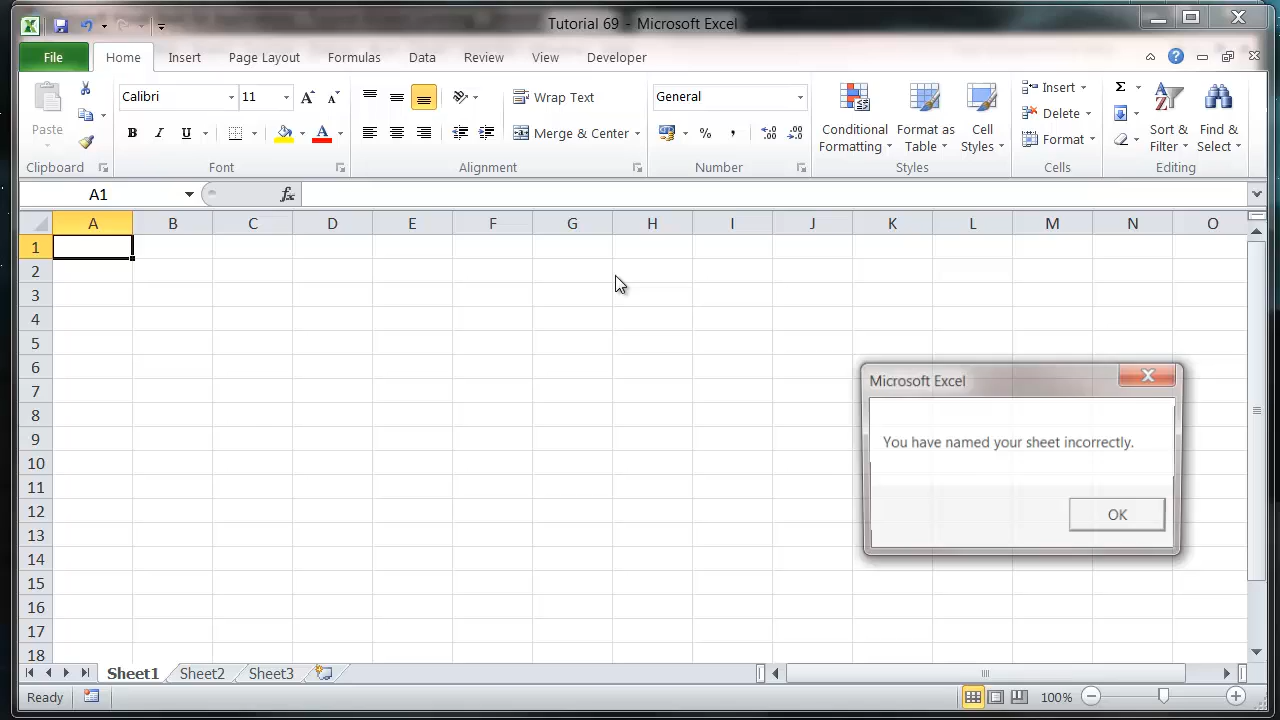 Tutorial 69 - Microsoft Excel
File Home Insert Page Layout Formulas Data Review View Developer
Paste
Calibri 11
B I U A
Wrap Text
Merge & Center
General
% ,
Conditional Formatting
Format as Table
Cell Styles
Insert
Delete
Format
Σ
Sort & Filter
Find & Select
Clipboard Font Alignment Number Styles Cells Editing
A1 fx
A B C D E F G H I J K L M N O
1
2
3
4
5
6
7
8
9
10
11
12
13
14
15
16
17
18
Microsoft Excel
You have named your sheet incorrectly.
OK
Sheet1 Sheet2 Sheet3
Ready 100%